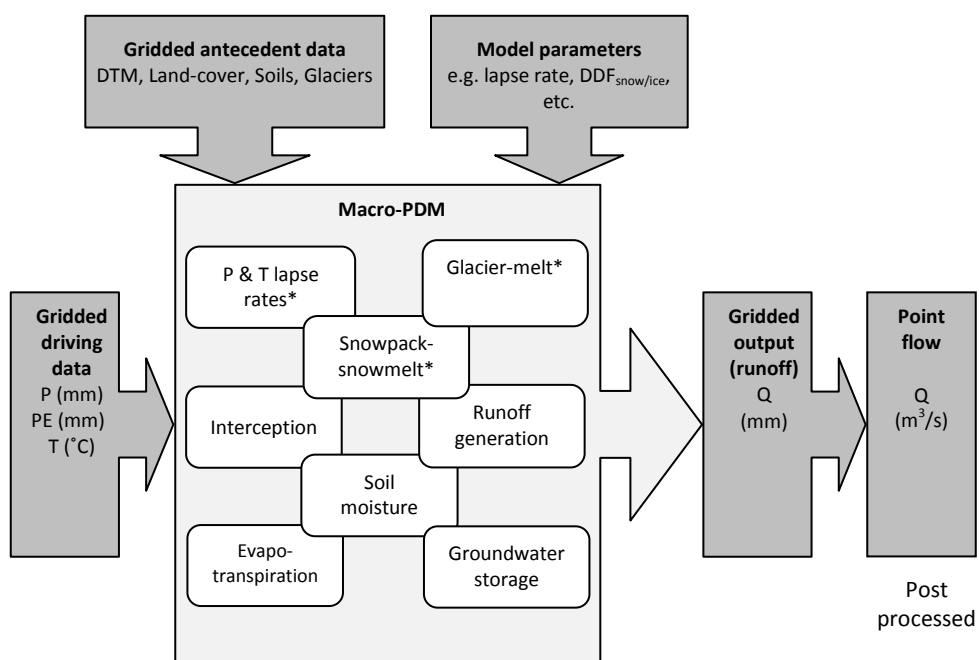 Gridded antecedent data
DTM, Land-cover, Soils, Glaciers
Model parameters
e.g. lapse rate, DDFsnow/ice,
etc.
Macro-PDM
P & T lapse
rates*
Glacier-melt*
Snowpack-
snowmelt*
Interception
Runoff
generation
Soil
moisture
Evapo-
transpiration
Groundwater
storage
Gridded
driving
data
P (mm)
PE (mm)
T (˚C)
Gridded
output
(runoff)
Q
(mm)
Point
flow
Q
(m³/s)
Post
processed